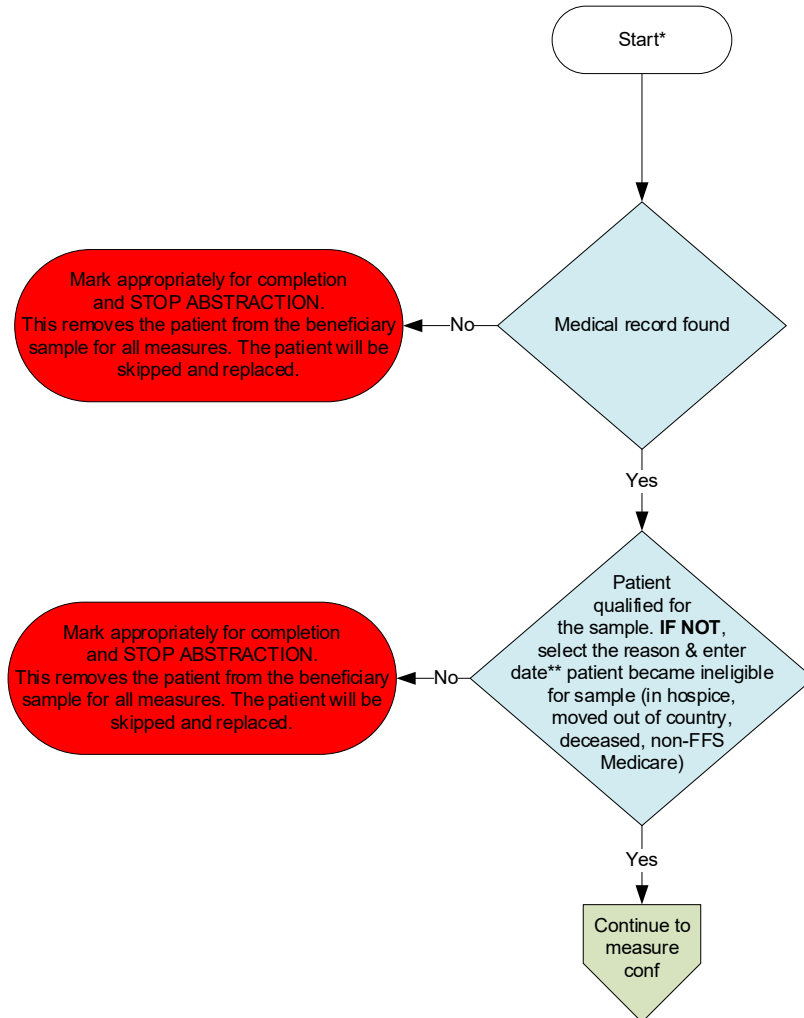 Start*
Medical record found
No
Mark appropriately for completion
and STOP ABSTRACTION.
This removes the patient from the beneficiary
sample for all measures. The patient will be
skipped and replaced.
Yes
Patient
qualified for
the sample. IF NOT,
select the reason & enter
date** patient became ineligible
for sample (in hospice,
moved out of country,
deceased, non-FFS
Medicare)
No
Mark appropriately for completion
and STOP ABSTRACTION.
This removes the patient from the beneficiary
sample for all measures. The patient will be
skipped and replaced.
Yes
Continue to
measure
conf